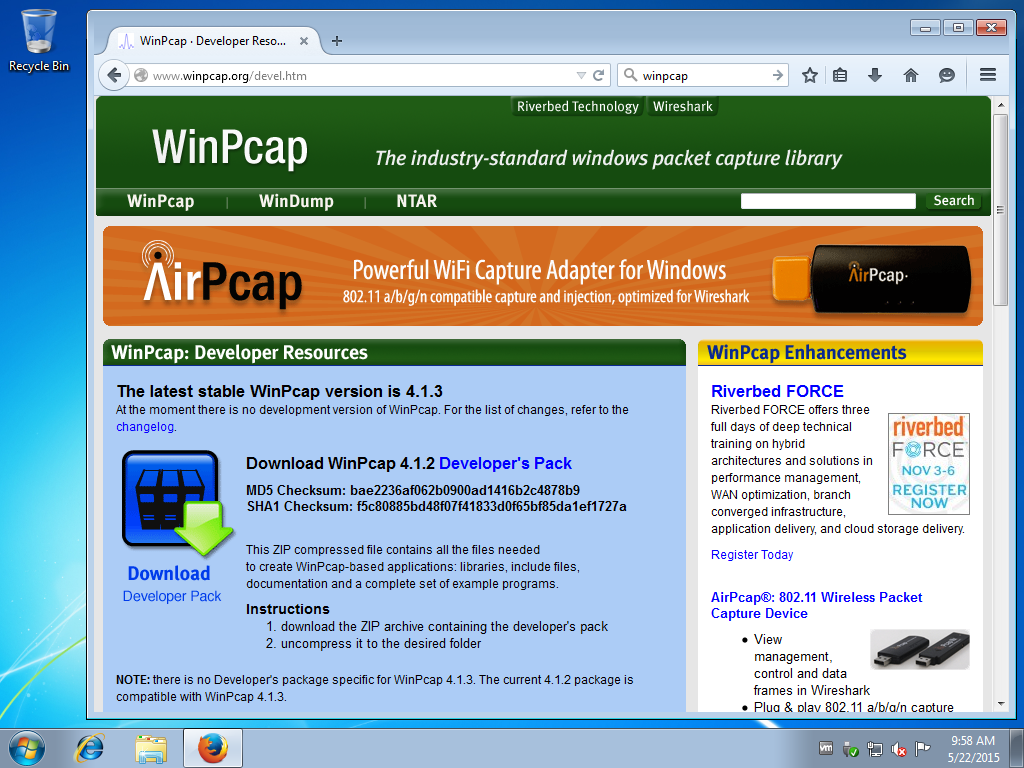 Recycle Bin
WinPcap · Developer Reso...
www.winpcap.org/devel.htm
winpcap
Riverbed Technology
Wireshark
WinPcap
The industry-standard windows packet capture library
WinPcap | WinDump | NTAR
Search
AirPcap
Powerful WiFi Capture Adapter for Windows
802.11 a/b/g/n compatible capture and injection, optimized for Wireshark
AirPcap
WinPcap: Developer Resources
The latest stable WinPcap version is 4.1.3
At the moment there is no development version of WinPcap. For the list of changes, refer to the
changelog.
Download WinPcap 4.1.2 Developer's Pack
MD5 Checksum: bae2236af062b0900ad1416b2c4878b9
SHA1 Checksum: f5c80885bd48f07f41833d0f65bf85da1ef1727a
Download
Developer Pack
This ZIP compressed file contains all the files needed
to create WinPcap-based applications: libraries, include files,
documentation and a complete set of example programs.
Instructions
1. download the ZIP archive containing the developer's pack
2. uncompress it to the desired folder
NOTE: there is no Developer's package specific for WinPcap 4.1.3. The current 4.1.2 package is
compatible with WinPcap 4.1.3.
WinPcap Enhancements
Riverbed FORCE
Riverbed FORCE offers three
full days of deep technical
training on hybrid
architectures and solutions in
performance management,
WAN optimization, branch
converged infrastructure,
application delivery, and cloud storage delivery.
riverbed
FORCE
NOV 3-6
REGISTER
NOW
Register Today
AirPcap®: 802.11 Wireless Packet
Capture Device
• View
management,
control and data
frames in Wireshark
• Plug & play 802.11 a/b/g/n capture
vm
9:58 AM
5/22/2015